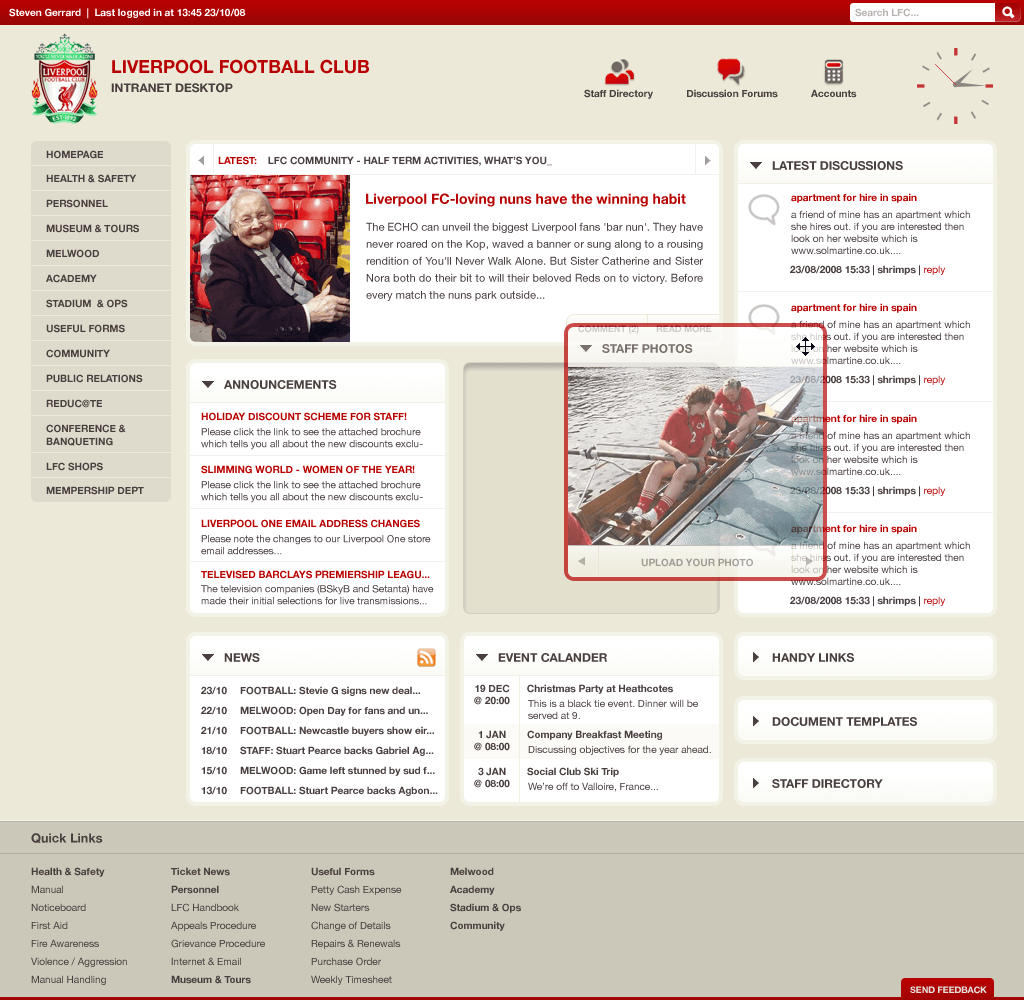 Steven Gerrard | Last logged in at 13:45 23/10/08
Search LFC...
YOU'LL NEVER WALK ALONE
LIVERPOOL
FOOTBALL CLUB
EST·1892
LIVERPOOL FOOTBALL CLUB
INTRANET DESKTOP
Staff Directory
Discussion Forums
Accounts
HOMEPAGE
HEALTH & SAFETY
PERSONNEL
MUSEUM & TOURS
MELWOOD
ACADEMY
STADIUM & OPS
USEFUL FORMS
COMMUNITY
PUBLIC RELATIONS
REDUC@TE
CONFERENCE &
BANQUETING
LFC SHOPS
MEMPERSHIP DEPT
LATEST: LFC COMMUNITY - HALF TERM ACTIVITIES, WHAT'S YOU_
Liverpool FC-loving nuns have the winning habit
The ECHO can unveil the biggest Liverpool fans 'bar nun'. They have
never roared on the Kop, waved a banner or sung along to a rousing
rendition of You'll Never Walk Alone. But Sister Catherine and Sister
Nora both do their bit to will their beloved Reds on to victory. Before
every match the nuns park outside...
COMMENT (2)
READ MORE
ANNOUNCEMENTS
HOLIDAY DISCOUNT SCHEME FOR STAFF!
Please click the link to see the attached brochure
which tells you all about the new discounts exclu-
SLIMMING WORLD - WOMEN OF THE YEAR!
Please click the link to see the attached brochure
which tells you all about the new discounts exclu-
LIVERPOOL ONE EMAIL ADDRESS CHANGES
Please note the changes to our Liverpool One store
email addresses...
TELEVISED BARCLAYS PREMIERSHIP LEAGU...
The television companies (BSkyB and Setanta) have
made their initial selections for live transmissions...
STAFF PHOTOS
UPLOAD YOUR PHOTO
LATEST DISCUSSIONS
apartment for hire in spain
a friend of mine has an apartment which
she hires out. if you are interested then
look on her website which is
www.solmartine.co.uk....
23/08/2008 15:33 | shrimps | reply
apartment for hire in spain
a friend of mine has an apartment which
she hires out. if you are interested then
look on her website which is
www.solmartine.co.uk....
23/08/2008 15:33 | shrimps | reply
apartment for hire in spain
a friend of mine has an apartment which
she hires out. if you are interested then
look on her website which is
www.solmartine.co.uk....
23/08/2008 15:33 | shrimps | reply
apartment for hire in spain
a friend of mine has an apartment which
she hires out. if you are interested then
look on her website which is
www.solmartine.co.uk....
23/08/2008 15:33 | shrimps | reply
NEWS
23/10 FOOTBALL: Stevie G signs new deal...
22/10 MELWOOD: Open Day for fans and un...
21/10 FOOTBALL: Newcastle buyers show eir...
18/10 STAFF: Stuart Pearce backs Gabriel Ag...
15/10 MELWOOD: Game left stunned by sud f...
13/10 FOOTBALL: Stuart Pearce backs Agbon...
EVENT CALANDER
19 DEC
@ 20:00
Christmas Party at Heathcotes
This is a black tie event. Dinner will be
served at 9.
1 JAN
@ 08:00
Company Breakfast Meeting
Discussing objectives for the year ahead.
3 JAN
@ 08:00
Social Club Ski Trip
We're off to Valloire, France...
HANDY LINKS
DOCUMENT TEMPLATES
STAFF DIRECTORY
Quick Links
Health & Safety
Manual
Noticeboard
First Aid
Fire Awareness
Violence / Aggression
Manual Handling
Ticket News
Personnel
LFC Handbook
Appeals Procedure
Grievance Procedure
Internet & Email
Museum & Tours
Useful Forms
Petty Cash Expense
New Starters
Change of Details
Repairs & Renewals
Purchase Order
Weekly Timesheet
Melwood
Academy
Stadium & Ops
Community
SEND FEEDBACK